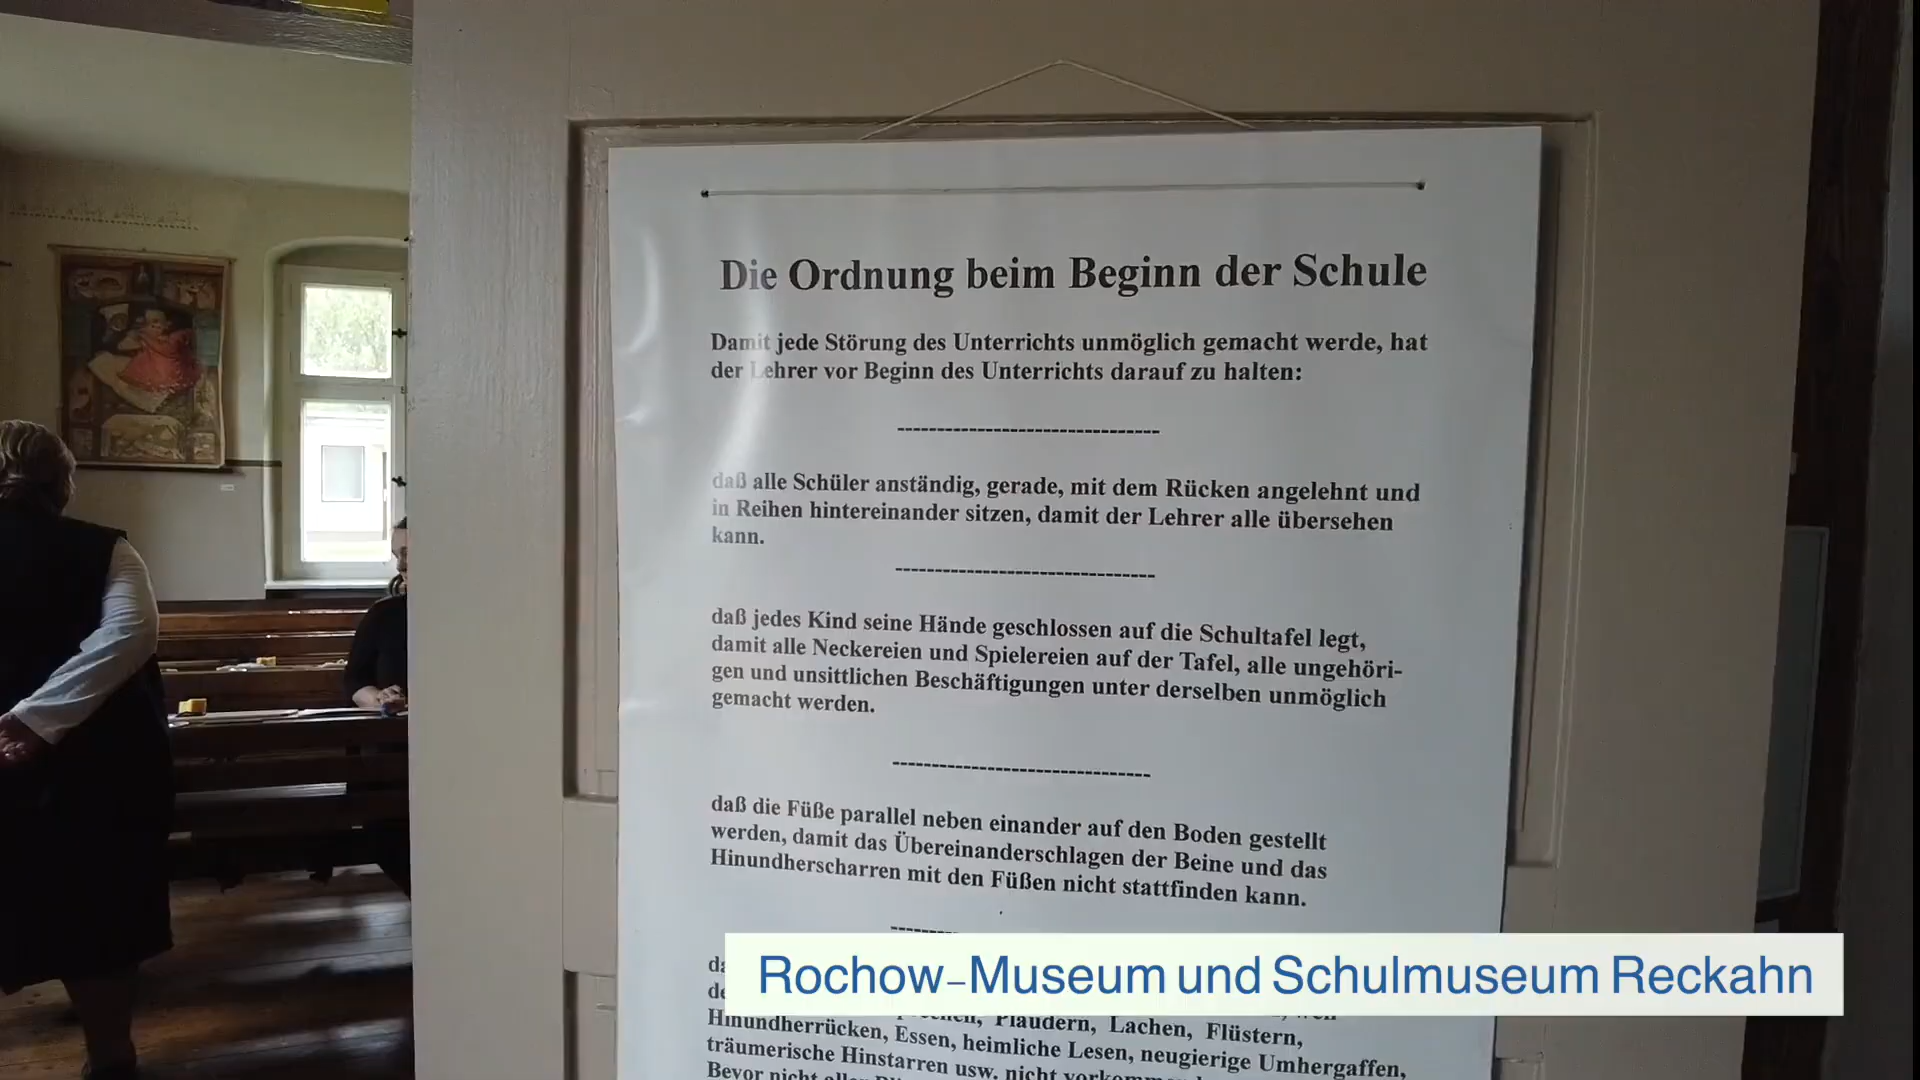 Die Ordnung beim Beginn der Schule
Damit jede Störung des Unterrichts unmöglich gemacht werde, hat
der Lehrer vor Beginn des Unterrichts darauf zu halten:
daß alle Schüler anständig, gerade, mit dem Rücken angelehnt und
in Reihen hintereinander sitzen, damit der Lehrer alle übersehen
kann.
daß jedes Kind seine Hände geschlossen auf die Schultafel legt,
damit alle Neckereien und Spielereien auf der Tafel, alle ungehöri-
gen und unsittlichen Beschäftigungen unter derselben unmöglich
gemacht werden.
daß die Füße parallel neben einander auf den Boden gestellt
werden, damit das Übereinanderschlagen der Beine und das
Hinundherscharren mit den Füßen nicht stattfinden kann.
Plaudern, Lachen, Flüstern,
Hinundherrücken, Essen, heimliche Lesen, neugierige Umhergaffen,
träumerische Hinstarren usw. nicht
Bevor nicht
Rochow-Museum und Schulmuseum Reckahn